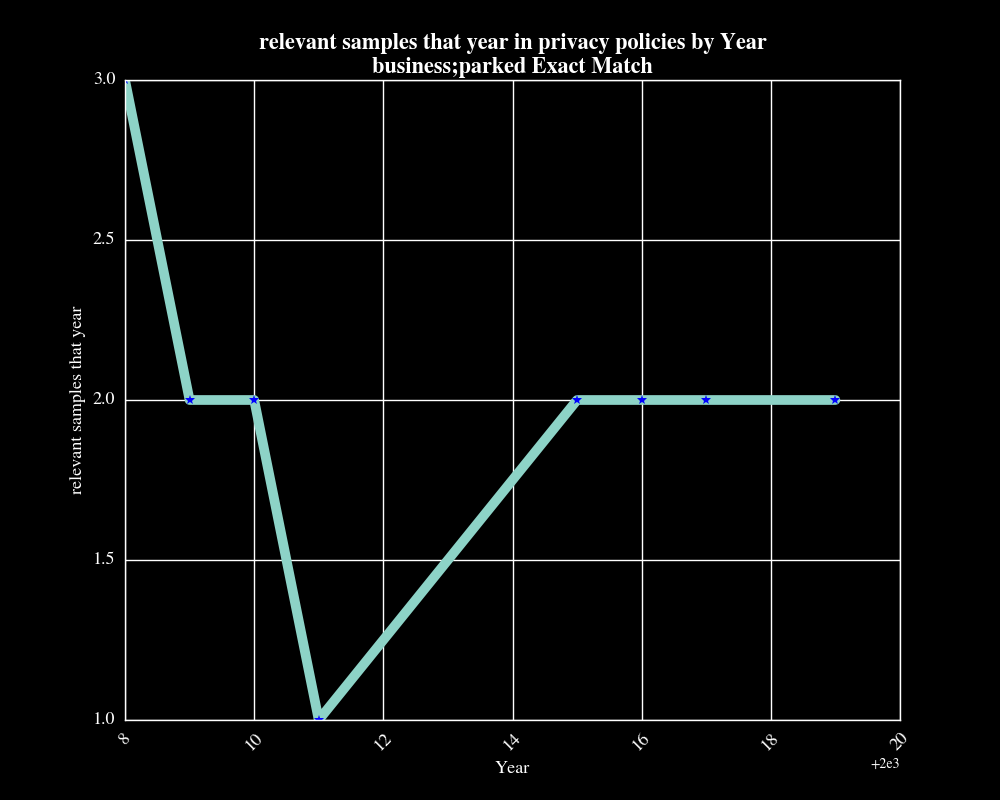 relevant samples that year in privacy policies by Year
business;parked Exact Match
3.0
2.5
2.0
1.5
1.0
relevant samples that year
8 10 12 14 16 18 20
Year
+2e3